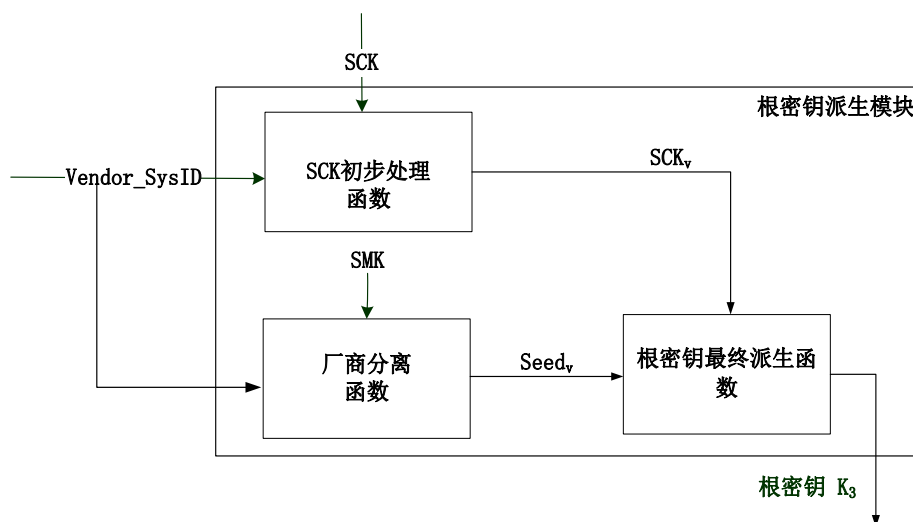 SCK
根密钥派生模块
SCKᵥ
Vendor_SysID
SCK初步处理
函数
SMK
厂商分离
函数
Seedᵥ
根密钥最终派生函
数
根密钥 K₃